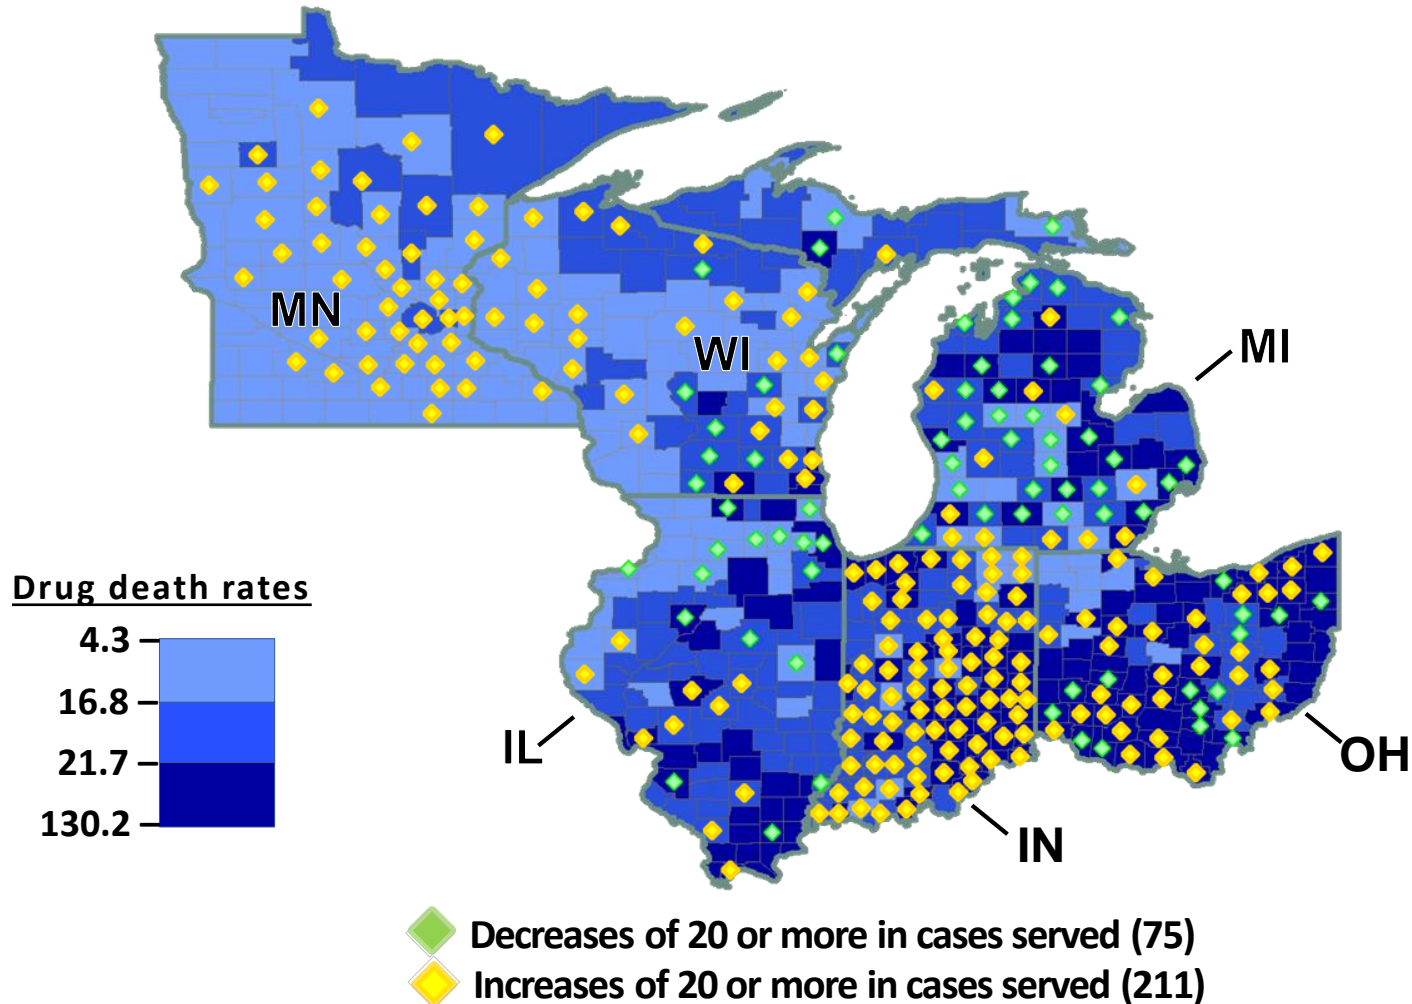 MN
WI
MI
Drug death rates
4.3
16.8
21.7
130.2
IL
OH
IN
Decreases of 20 or more in cases served (75)
Increases of 20 or more in cases served (211)